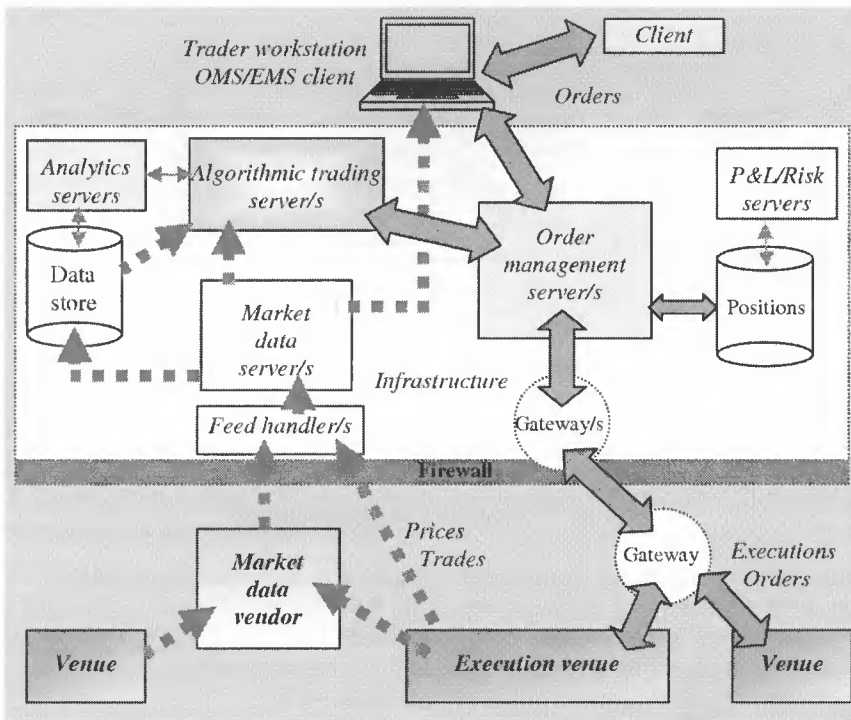 Trader workstation
OMS/EMS client
Client
Orders
Analytics
servers
Algorithmic trading
server/s
P&L/Risk
servers
Data
store
Order
management
server/s
Positions
Market
data
server/s
Infrastructure
Feed handler/s
Gateway/s
Firewall
Prices
Trades
Gateway
Executions
Orders
Market
data
vendor
Venue
Execution venue
Venue